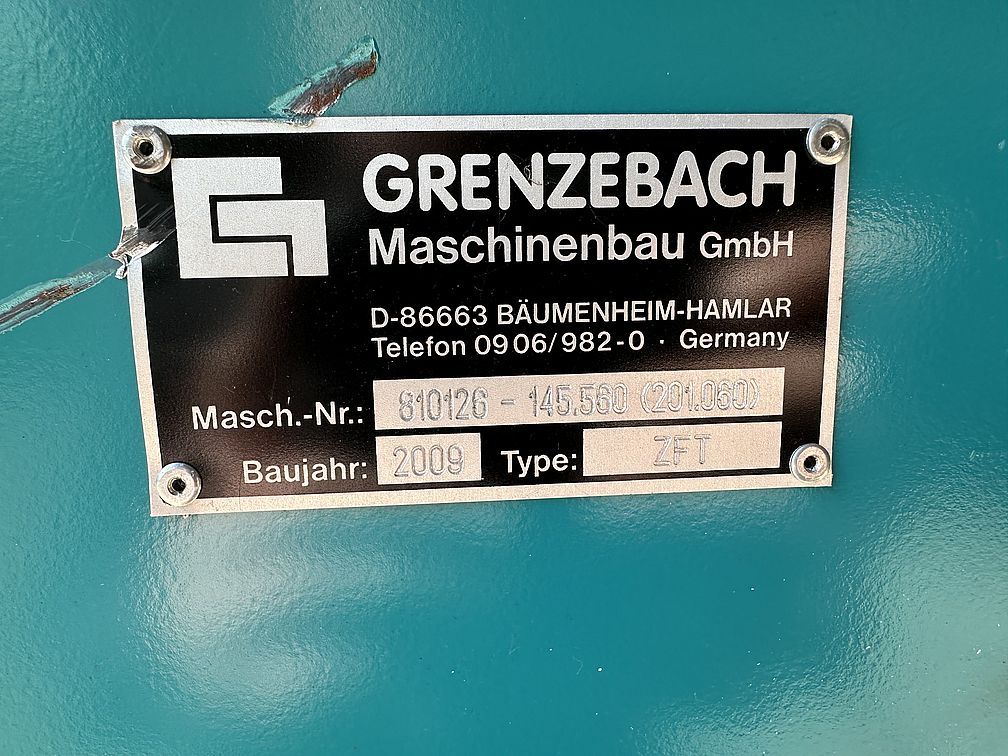 GRENZEBACH
Maschinenbau GmbH
D-86663 BÄUMENHEIM-HAMLAR
Telefon 0906/982-0 · Germany
Masch.-Nr.: 810126 - 145.560 (201.060)
Baujahr: 2009 Type: ZFT